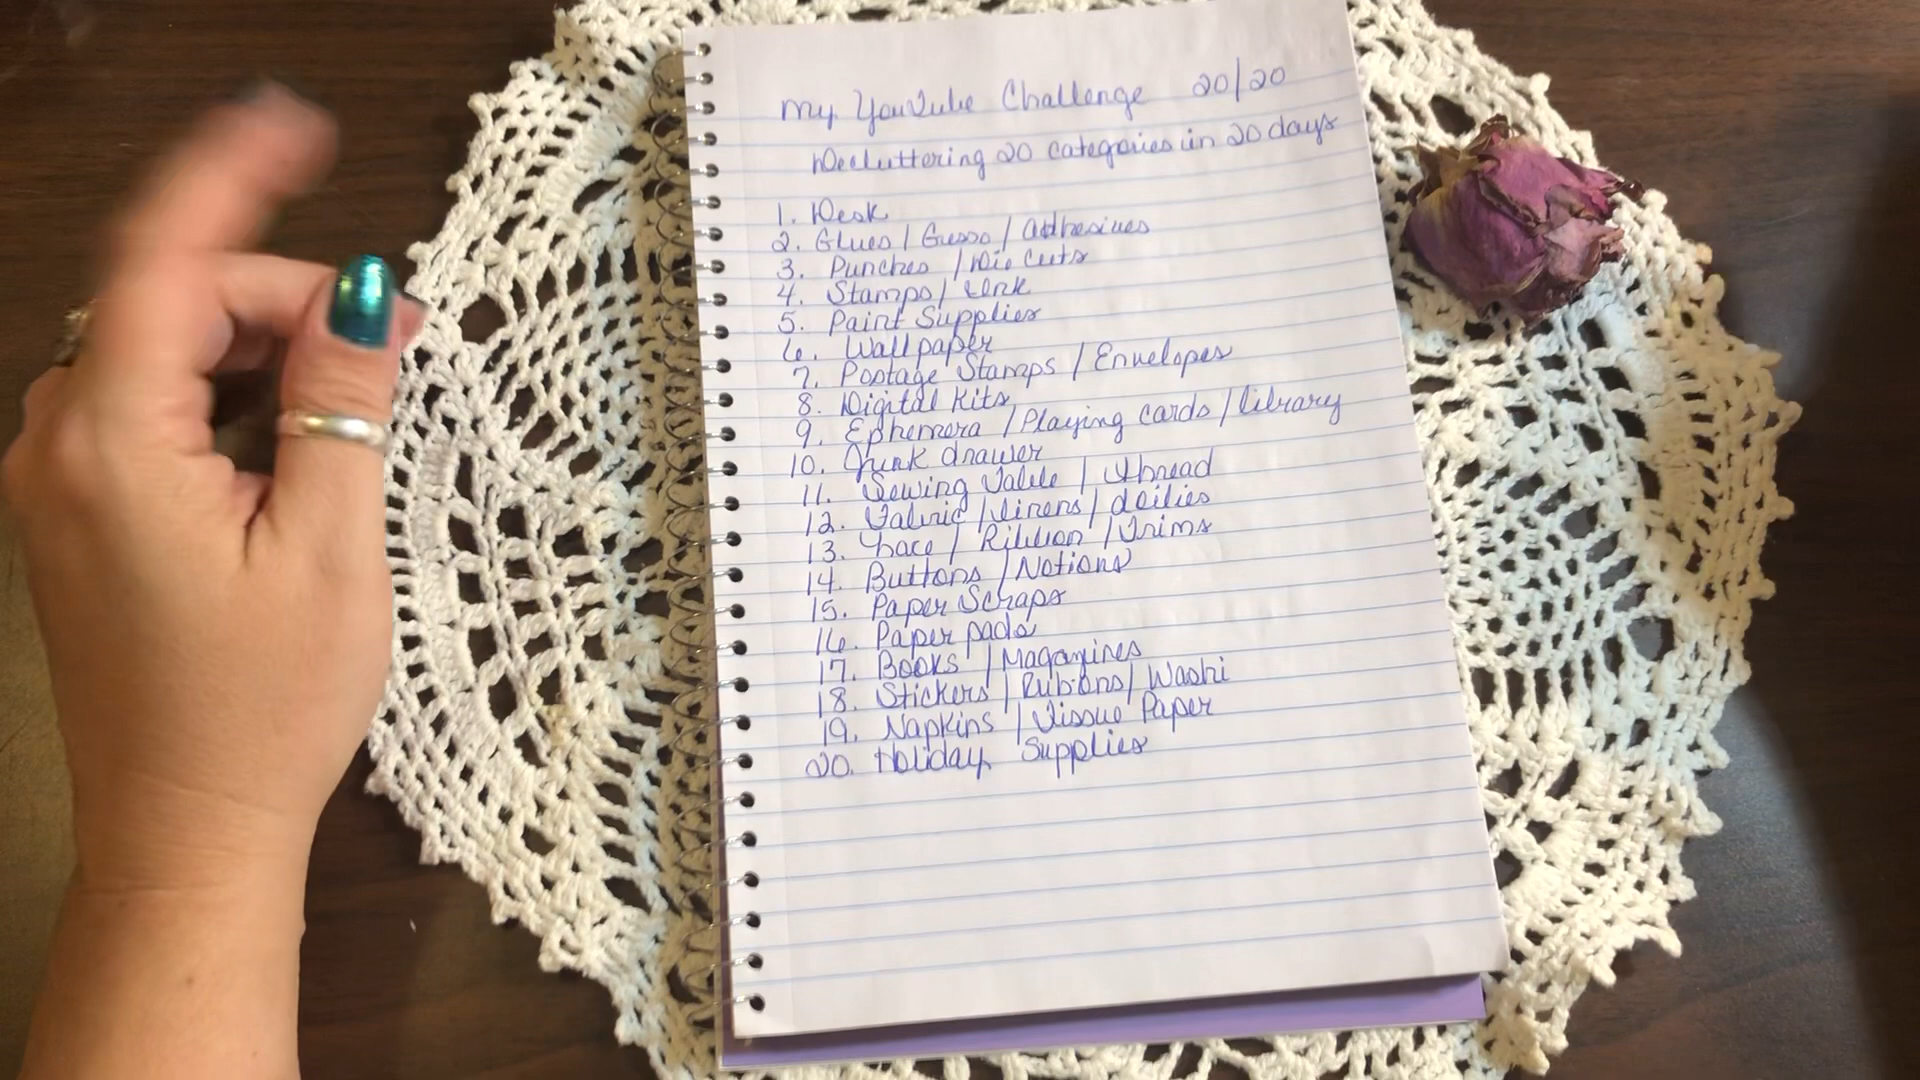 My YouTube Challenge 20/20
Decluttering 20 categories in 20 days
1. Desk
2. Glues / Gesso / Adhesives
3. Punches / Die Cuts
4. Stamps / Ink
5. Paint Supplies
6. Wallpaper
7. Postage Stamps / Envelopes
8. Digital Kits
9. Ephemera / Playing cards / library
10. Junk drawer
11. Sewing Table / Thread
12. Fabric / Linens / doilies
13. Lace / Ribbon / Trims
14. Buttons / Notions
15. Paper Scraps
16. Paper pads
17. Books / Magazines
18. Stickers / Rubons / Washi
19. Napkins / Tissue Paper
20. Holiday Supplies